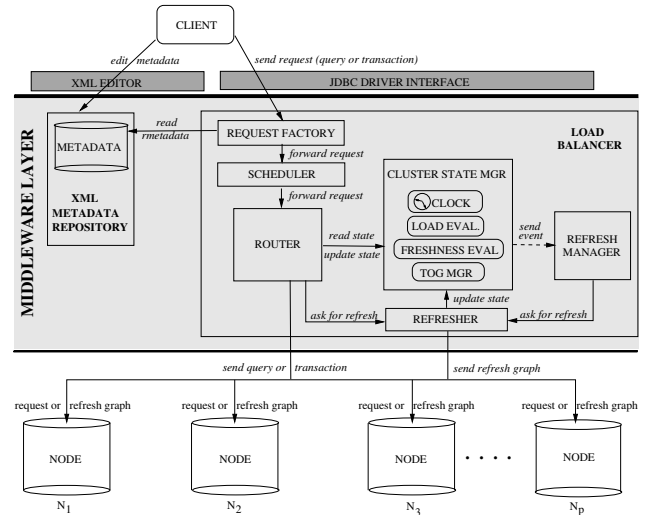 CLIENT
edit metadata
send request (query or transaction)
XML EDITOR
JDBC DRIVER INTERFACE
MIDDLEWARE LAYER
METADATA
XML
METADATA
REPOSITORY
read
rmetadata
REQUEST FACTORY
LOAD
BALANCER
forward request
SCHEDULER
forward request
ROUTER
read state
update state
CLUSTER STATE MGR
CLOCK
LOAD EVAL.
FRESHNESS EVAL
TOG MGR
send
event
REFRESH
MANAGER
update state
ask for refresh
REFRESHER
ask for refresh
send query or transaction
send refresh graph
request or refresh graph
request or refresh graph
request or refresh graph
request or refresh graph
NODE
NODE
NODE
. . . .
NODE
N1
N2
N3
Np